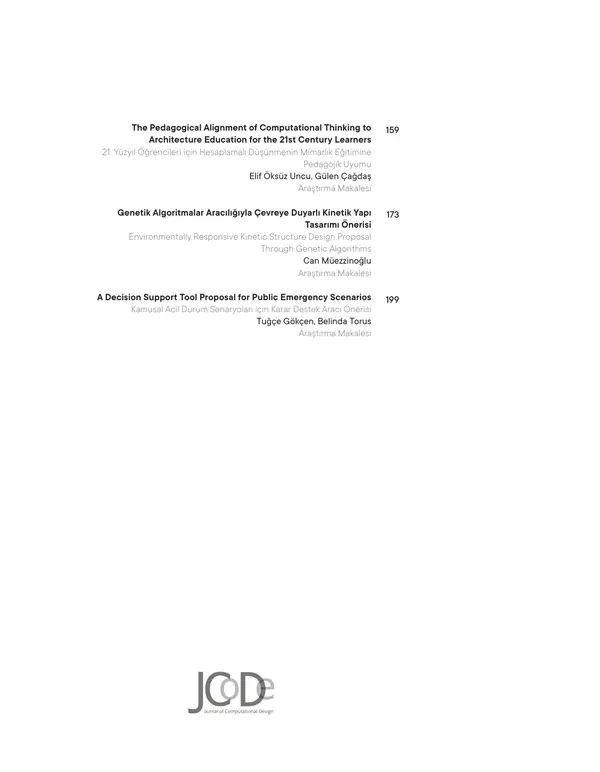 The Pedagogical Alignment of Computational Thinking to 159
Architecture Education for the 21st Century Learners
21. Yüzyıl Öğrencileri için Hesaplamalı Düşünmenin Mimarlık Eğitimine
Pedagojik Uyumu
Elif Öksüz Uncu, Gülen Çağdaş
Araştırma Makalesi
Genetik Algoritmalar Aracılığıyla Çevreye Duyarlı Kinetik Yapı 173
Tasarımı Önerisi
Environmentally Responsive Kinetic Structure Design Proposal
Through Genetic Algorithms
Can Müezzinoğlu
Araştırma Makalesi
A Decision Support Tool Proposal for Public Emergency Scenarios 199
Kamusal Acil Durum Senaryoları için Karar Destek Aracı Önerisi
Tuğçe Gökçen, Belinda Torus
Araştırma Makalesi
JCoDe
Journal of Computational Design